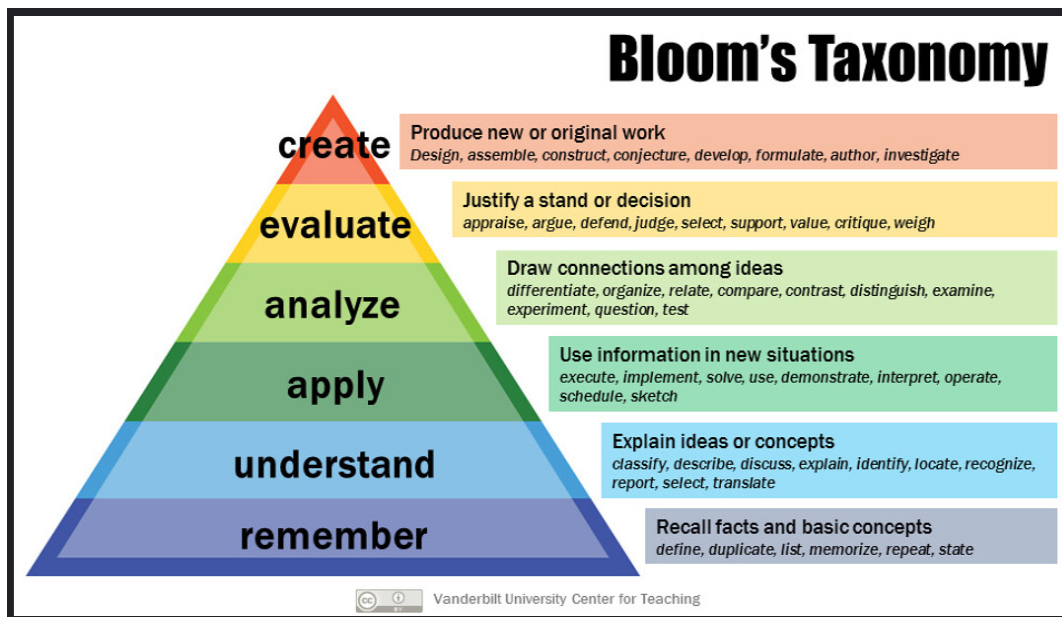 Bloom's Taxonomy
create
Produce new or original work
Design, assemble, construct, conjecture, develop, formulate, author, investigate
evaluate
Justify a stand or decision
appraise, argue, defend, judge, select, support, value, critique, weigh
analyze
Draw connections among ideas
differentiate, organize, relate, compare, contrast, distinguish, examine,
experiment, question, test
apply
Use information in new situations
execute, implement, solve, use, demonstrate, interpret, operate,
schedule, sketch
understand
Explain ideas or concepts
classify, describe, discuss, explain, identify, locate, recognize,
report, select, translate
remember
Recall facts and basic concepts
define, duplicate, list, memorize, repeat, state
cc BY Vanderbilt University Center for Teaching